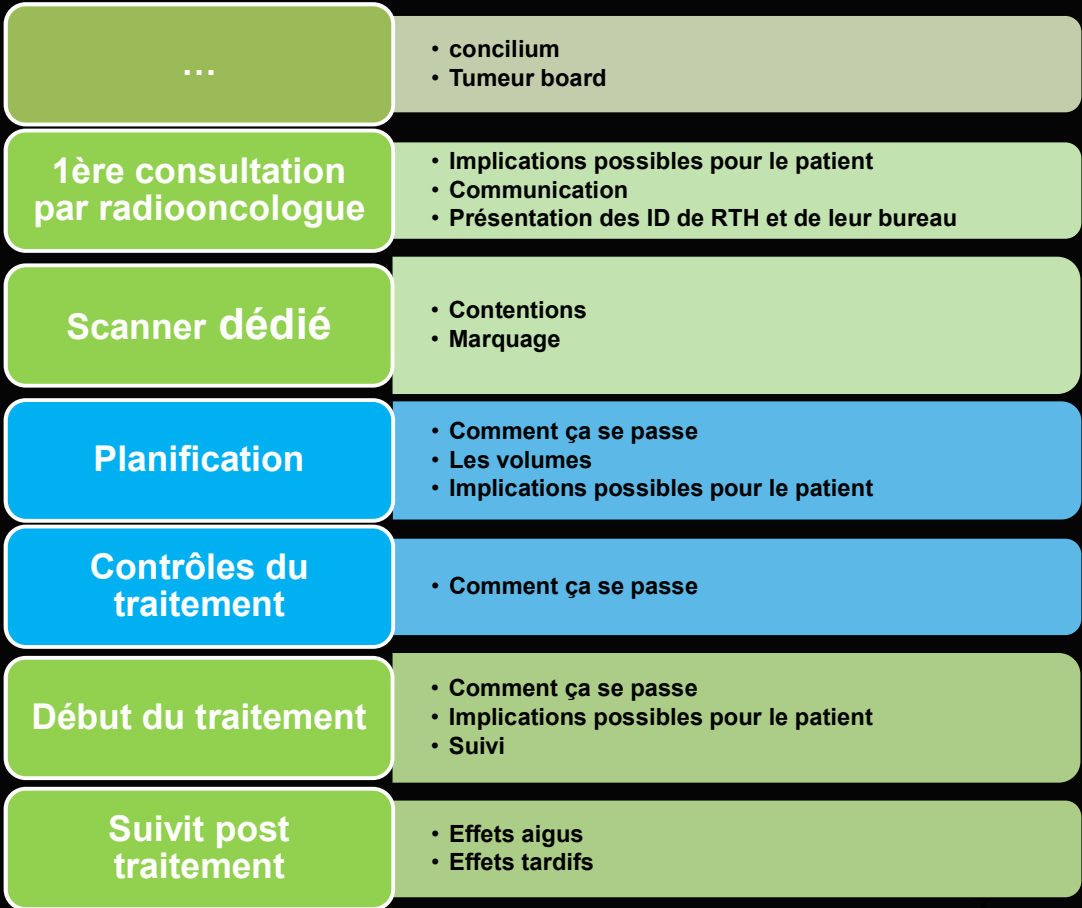 ...
• concilium
• Tumeur board
1ère consultation
par radiooncologue
• Implications possibles pour le patient
• Communication
• Présentation des ID de RTH et de leur bureau
Scanner dédié
• Contentions
• Marquage
Planification
• Comment ça se passe
• Les volumes
• Implications possibles pour le patient
Contrôles du
traitement
• Comment ça se passe
Début du traitement
• Comment ça se passe
• Implications possibles pour le patient
• Suivi
Suivit post
traitement
• Effets aigus
• Effets tardifs